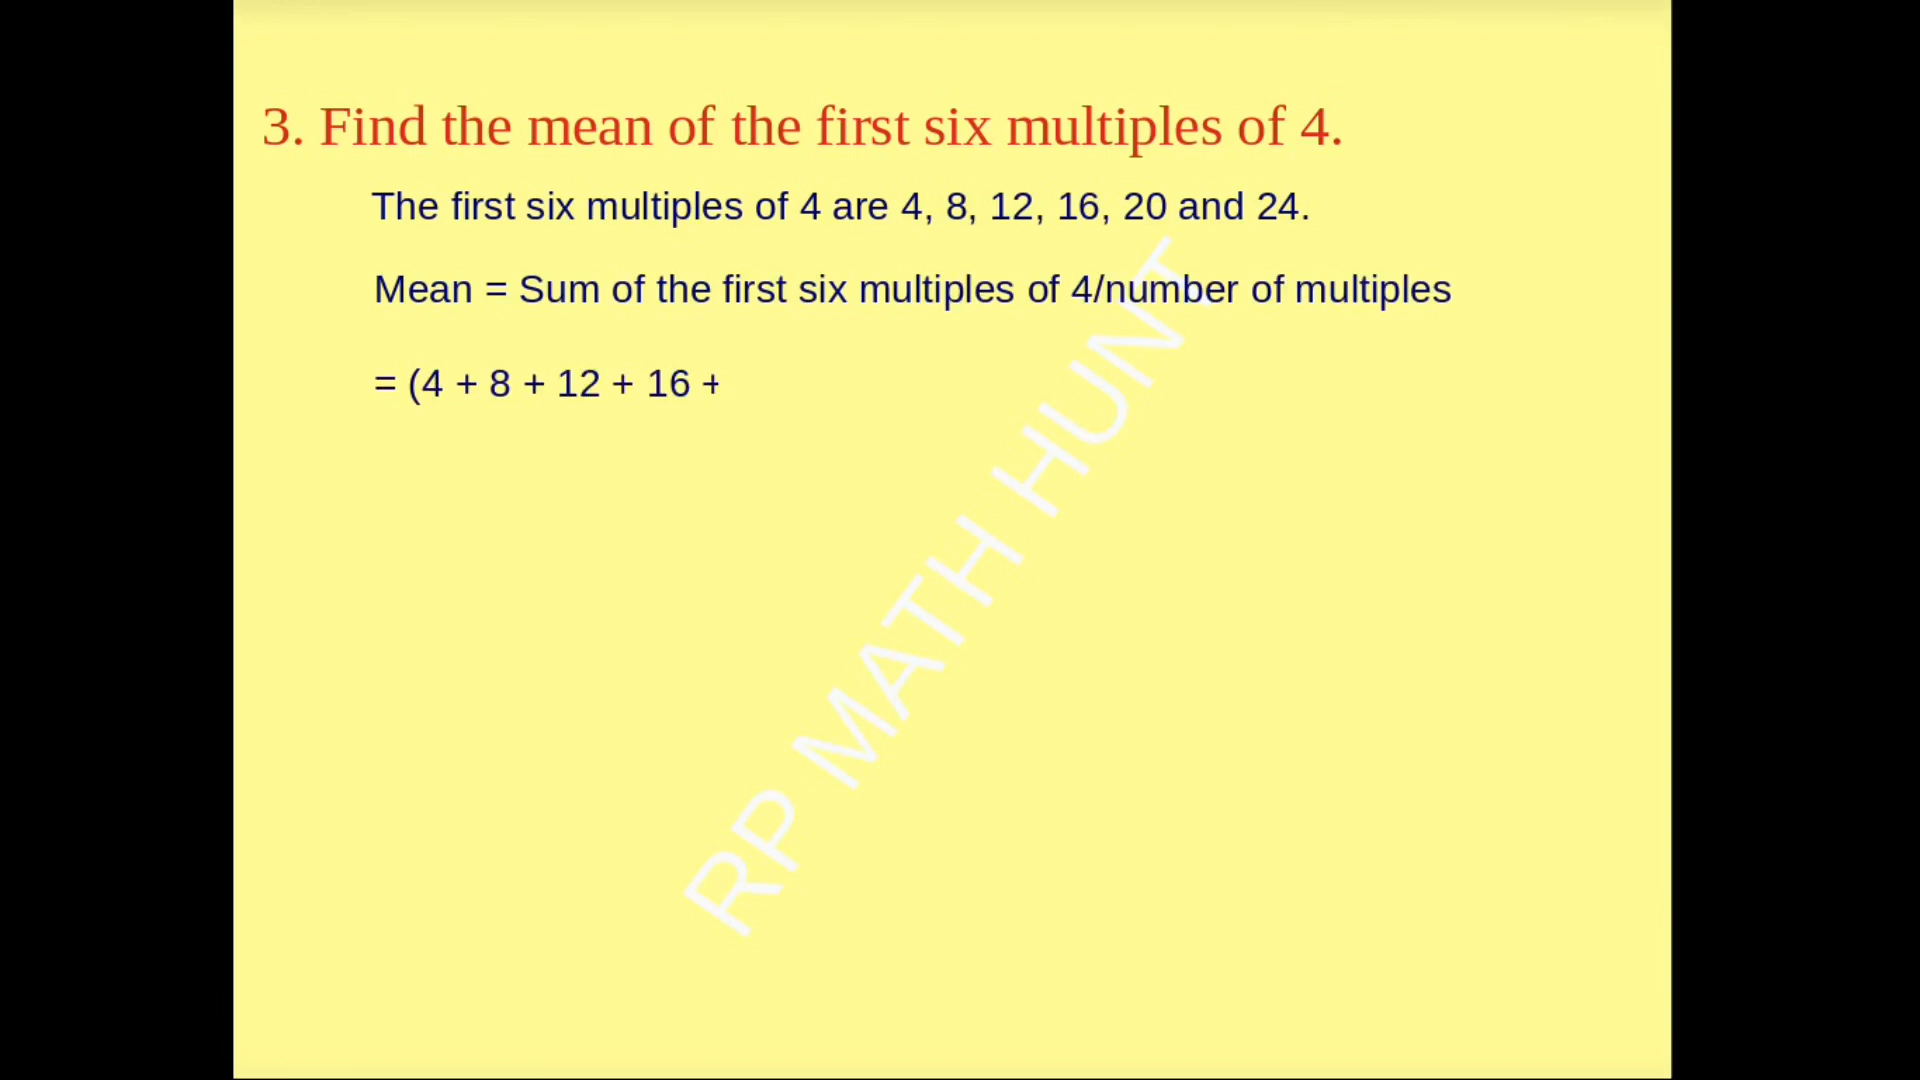 3. Find the mean of the first six multiples of 4.
The first six multiples of 4 are 4, 8, 12, 16, 20 and 24.
Mean = Sum of the first six multiples of 4/number of multiples
= (4 + 8 + 12 + 16 +
RP MATH HUNT